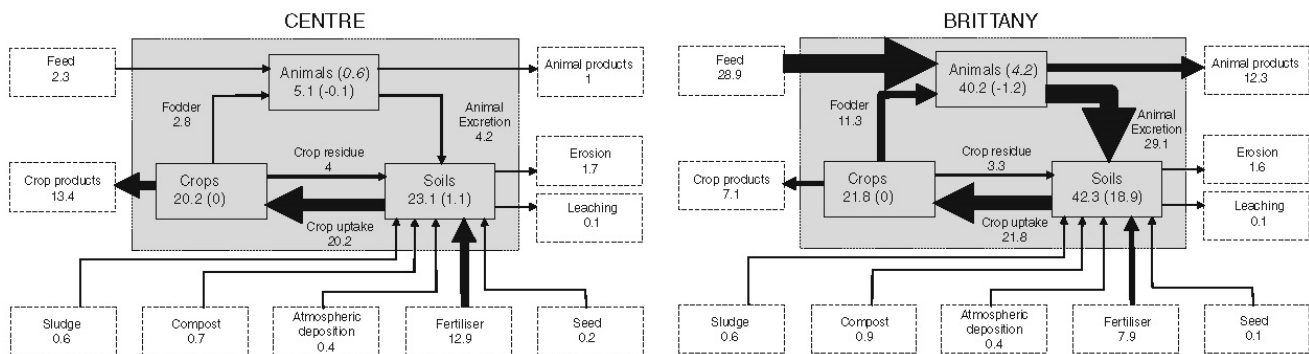 CENTRE
Feed
2.3
Animals (0.6)
5.1 (-0.1)
Animal products
1
Fodder
2.8
Animal
Excretion
4.2
Crop products
13.4
Crops
20.2 (0)
Crop residue
4
Soils
23.1 (1.1)
Erosion
1.7
Leaching
0.1
Crop uptake
20.2
Sludge
0.6
Compost
0.7
Atmospheric
deposition
0.4
Fertiliser
12.9
Seed
0.2
BRITTANY
Feed
28.9
Animals (4.2)
40.2 (-1.2)
Animal products
12.3
Fodder
11.3
Animal
Excretion
29.1
Crop products
7.1
Crops
21.8 (0)
Crop residue
3.3
Soils
42.3 (18.9)
Erosion
1.6
Leaching
0.1
Crop uptake
21.8
Sludge
0.6
Compost
0.9
Atmospheric
deposition
0.4
Fertiliser
7.9
Seed
0.1